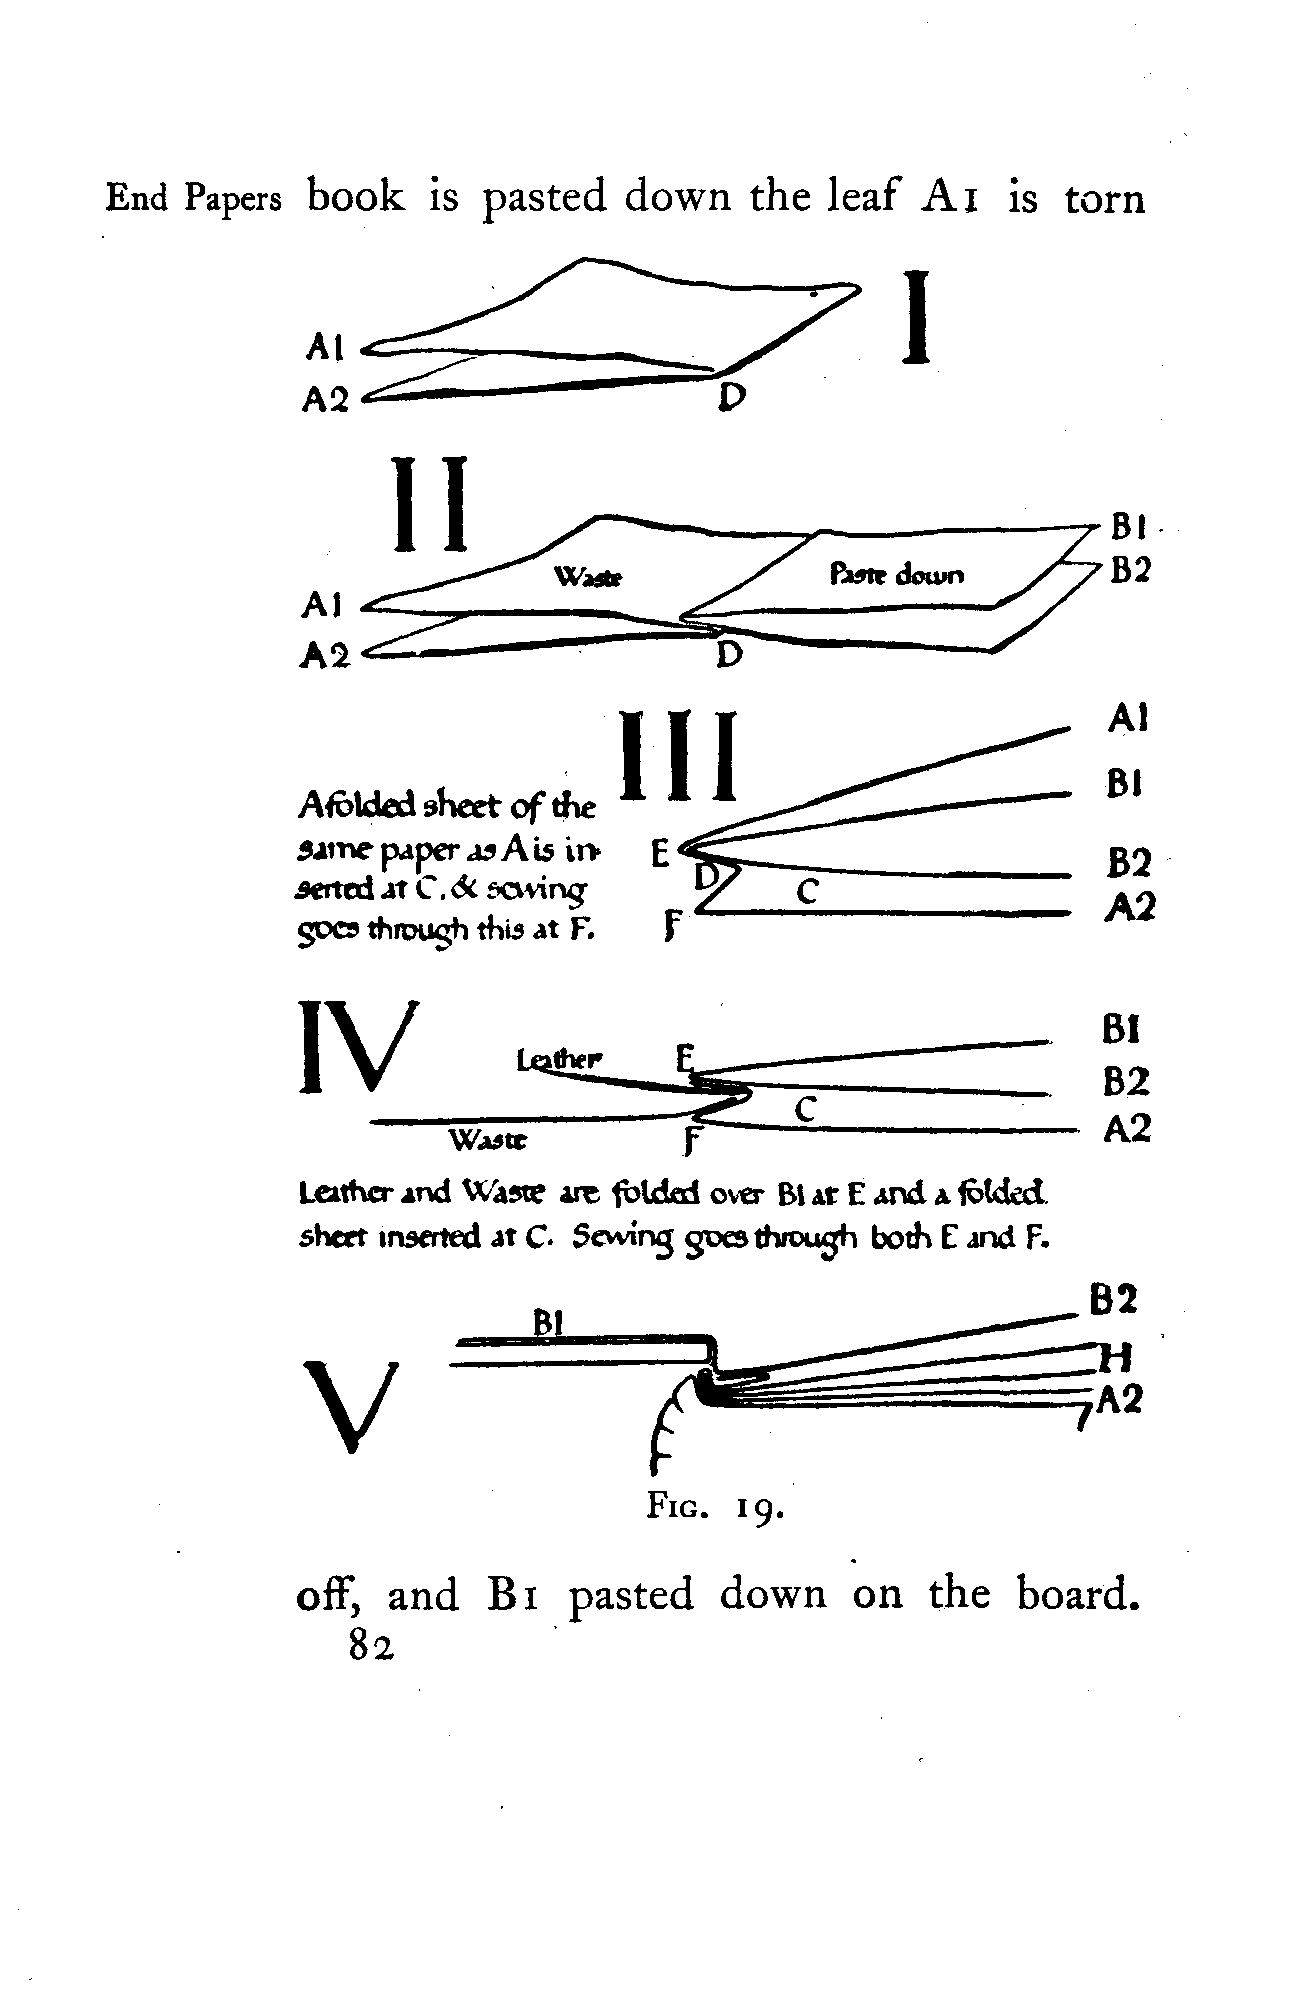 End Papers book is pasted down the leaf A1 is torn
I
A1
A2
D
II
B1
B2
Waste
Paste down
A1
A2
D
III
A1
B1
B2
A2
E
D
C
F
A folded sheet of the
same paper as A is in-
serted at C. & sewing
goes through this at F.
IV
Leather
E
B1
B2
C
A2
Waste
F
Leather and Waste are folded over B1 at E and a folded
sheet inserted at C. Sewing goes through both E and F.
V
B1
B2
H
A2
FIG. 19.
off, and B1 pasted down on the board.
82